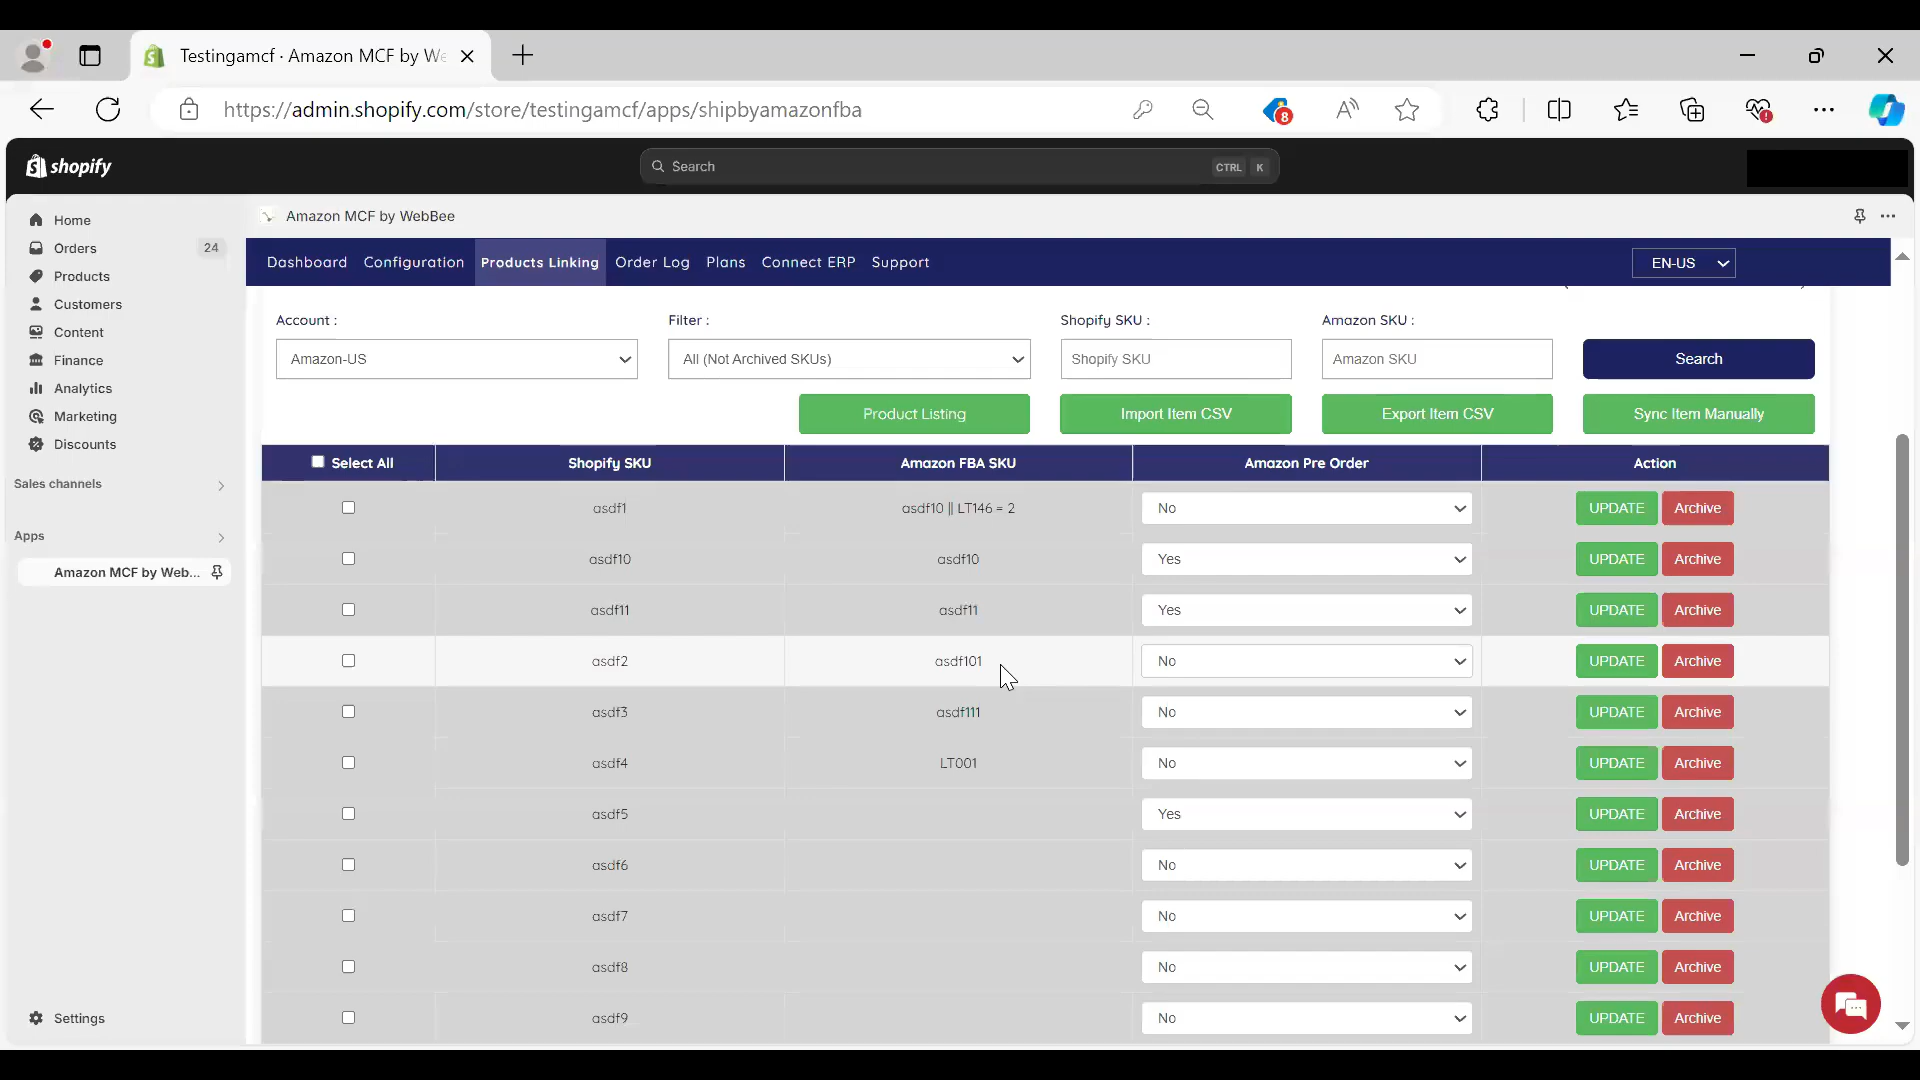 Testingamcf · Amazon MCF by We
https://admin.shopify.com/store/testingamcf/apps/shipbyamazonfba
8
shopify
Search
CTRL K
Home
Orders 24
Products
Customers
Content
Finance
Analytics
Marketing
Discounts
Sales channels
Apps
Amazon MCF by Web...
Settings
Amazon MCF by WebBee
Dashboard Configuration Products Linking Order Log Plans Connect ERP Support EN-US
Account : Filter : Shopify SKU : Amazon SKU :
Amazon-US All (Not Archived SKUs) Shopify SKU Amazon SKU Search
Product Listing Import Item CSV Export Item CSV Sync Item Manually
Select All Shopify SKU Amazon FBA SKU Amazon Pre Order Action
asdf1 asdf10 || LT146 = 2 No UPDATE Archive
asdf10 asdf10 Yes UPDATE Archive
asdf11 asdf11 Yes UPDATE Archive
asdf2 asdf101 No UPDATE Archive
asdf3 asdf111 No UPDATE Archive
asdf4 LT001 No UPDATE Archive
asdf5 Yes UPDATE Archive
asdf6 No UPDATE Archive
asdf7 No UPDATE Archive
asdf8 No UPDATE Archive
asdf9 No UPDATE Archive